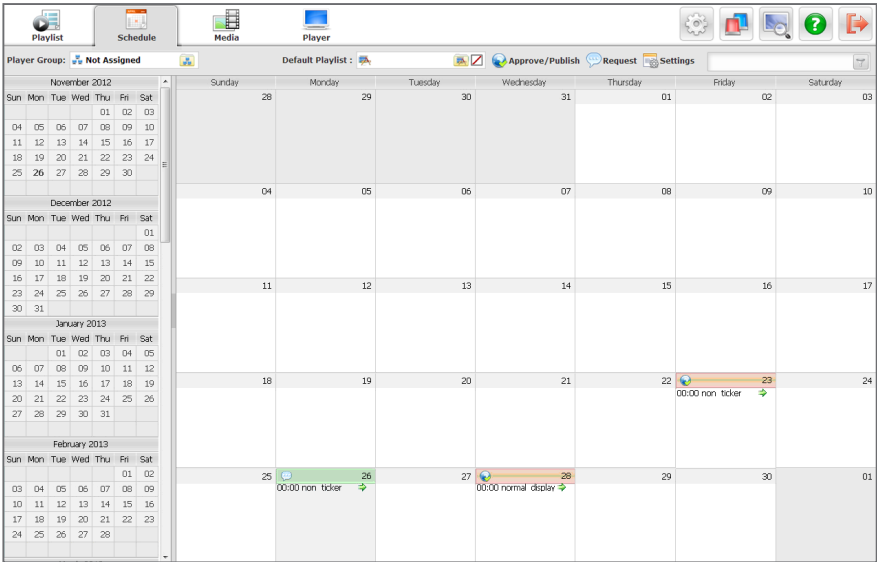 Playlist Schedule Media Player
Player Group: Not Assigned Default Playlist : Approve/Publish Request Settings
November 2012
Sun Mon Tue Wed Thu Fri Sat
01 02 03
04 05 06 07 08 09 10
11 12 13 14 15 16 17
18 19 20 21 22 23 24
25 26 27 28 29 30
December 2012
Sun Mon Tue Wed Thu Fri Sat
01
02 03 04 05 06 07 08
09 10 11 12 13 14 15
16 17 18 19 20 21 22
23 24 25 26 27 28 29
30 31
January 2013
Sun Mon Tue Wed Thu Fri Sat
01 02 03 04 05
06 07 08 09 10 11 12
13 14 15 16 17 18 19
20 21 22 23 24 25 26
27 28 29 30 31
February 2013
Sun Mon Tue Wed Thu Fri Sat
01 02
03 04 05 06 07 08 09
10 11 12 13 14 15 16
17 18 19 20 21 22 23
24 25 26 27 28
Sunday Monday Tuesday Wednesday Thursday Friday Saturday
28 29 30 31 01 02 03
04 05 06 07 08 09 10
11 12 13 14 15 16 17
18 19 20 21 22 23 24
00:00 non ticker
25 26 27 28 29 30 01
00:00 non ticker 00:00 normal display